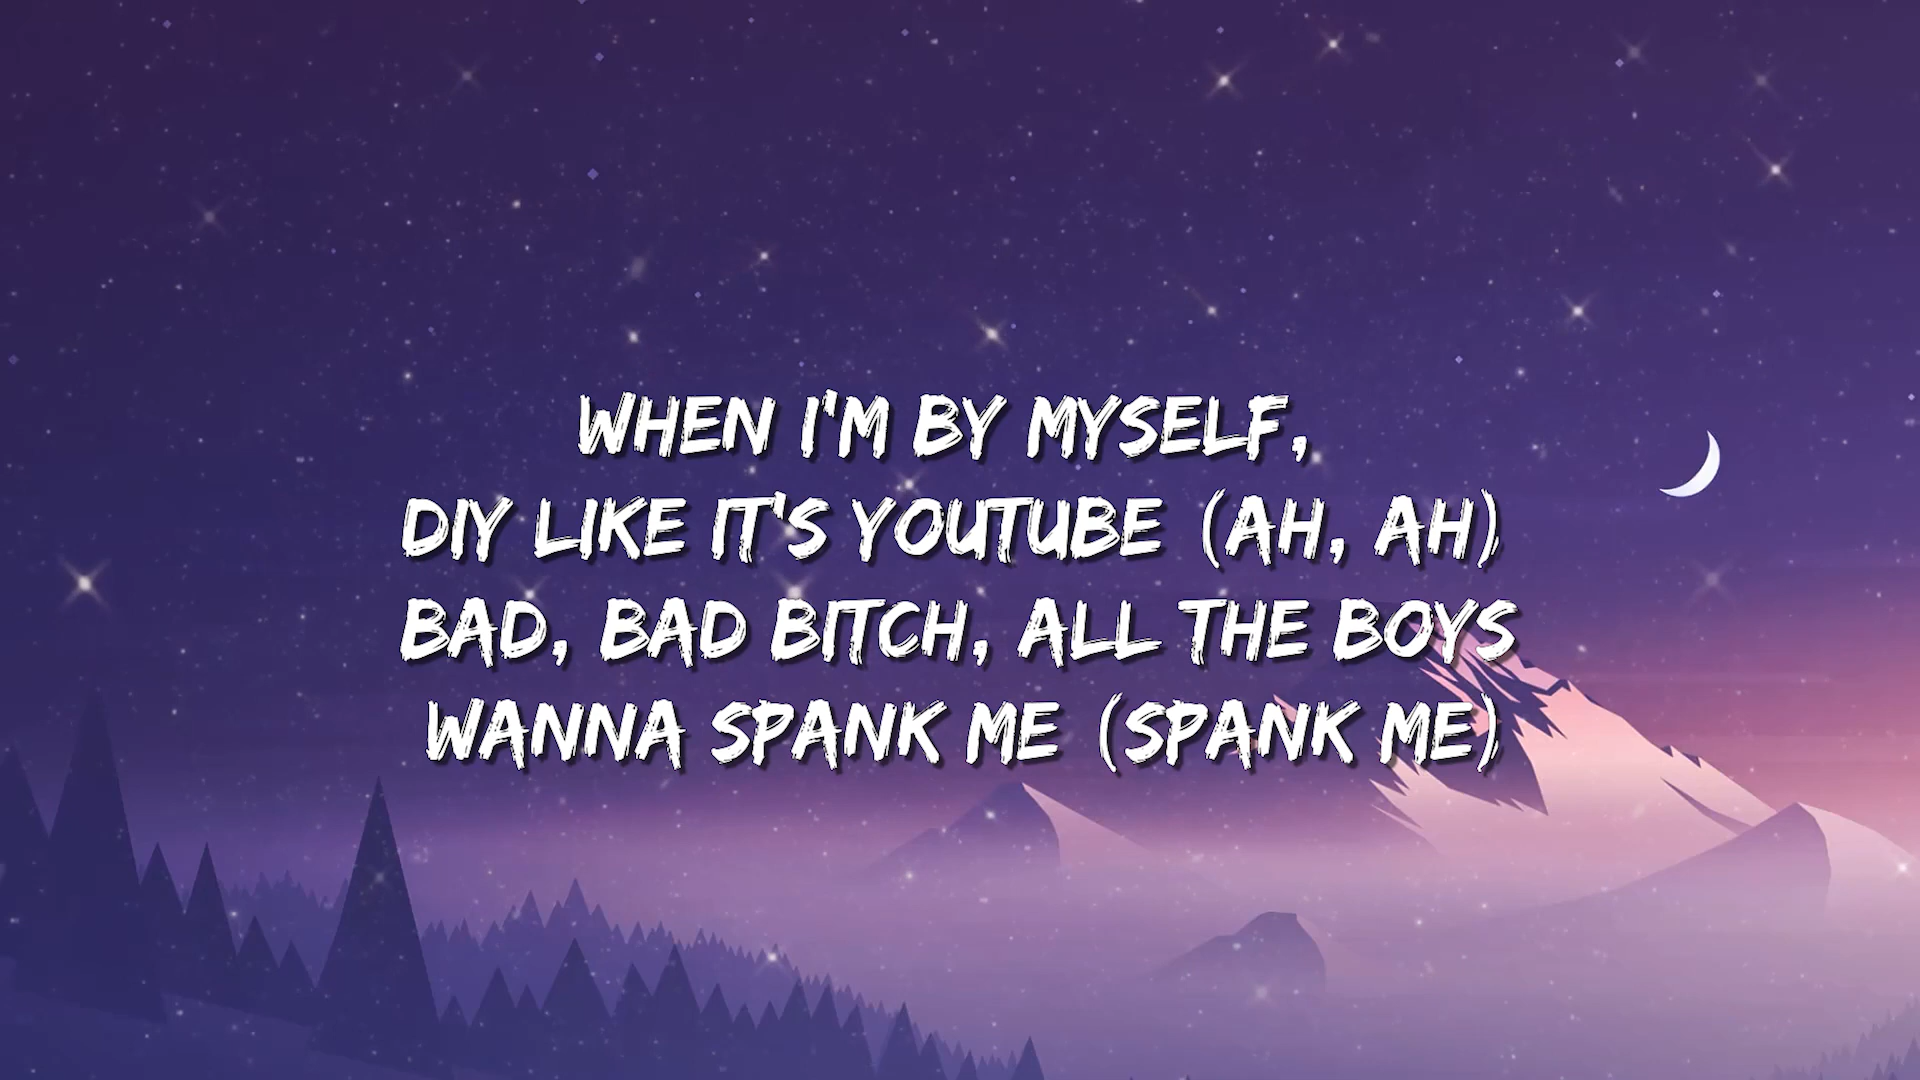 WHEN I'M BY MYSELF,
DIY LIKE IT'S YOUTUBE (AH, AH)
BAD, BAD BITCH, ALL THE BOYS
WANNA SPANK ME (SPANK ME)